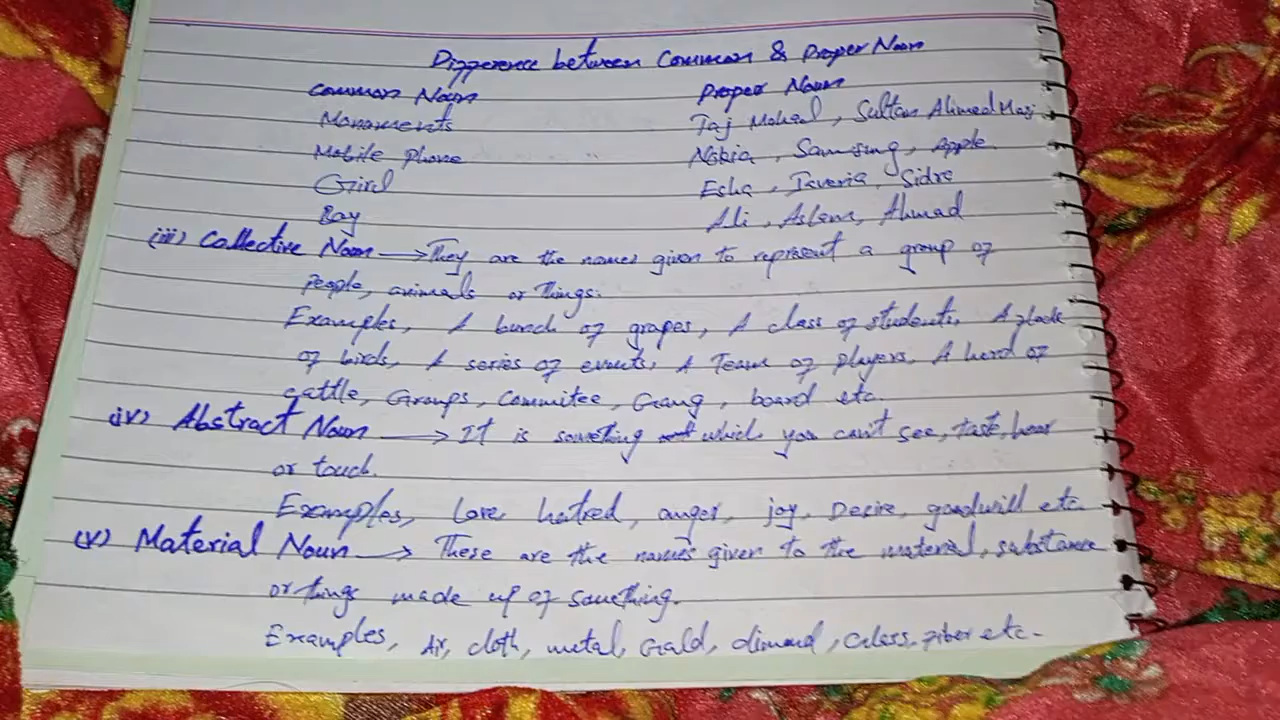 Difference between Common & Proper Noun
Common Noun Proper Noun
Monuments Taj Mahal, Sultan Ahmed Masj
Mobile phone Nokia, Samsung, Apple
Girl Esha, Javeria, Sidra
Boy Ali, Aslam, Ahmad
(iii) Collective Noun → They are the names given to represent a group of
people, animals or things.
Examples, A bunch of grapes, A class of students, A flock
of birds, A series of events, A Team of players, A herd of
cattle, Groups, Commitee, Gang, board etc.
(iv) Abstract Noun → It is something which you can't see, taste, hear
or touch.
Examples, Love, hatred, anger, joy, Desire, goodwill etc
(v) Material Noun → These are the names given to the material, substance
or things made up of something.
Examples, Air, cloth, metal, Gold, dimond, Glass, fiber etc.